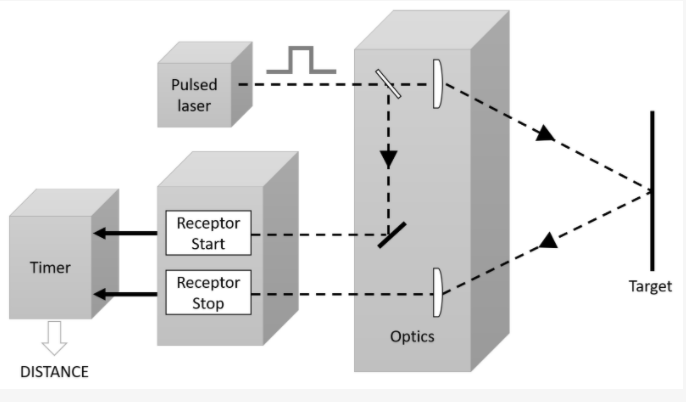 Pulsed
laser
Receptor
Start
Receptor
Stop
Timer
Optics
Target
DISTANCE